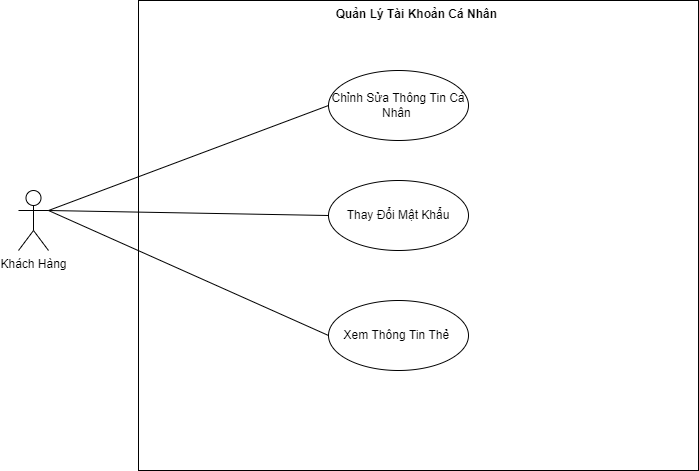 Quản Lý Tài Khoản Cá Nhân
Chỉnh Sửa Thông Tin Cá
Nhân
Thay Đổi Mật Khẩu
Khách Hàng
Xem Thông Tin Thẻ